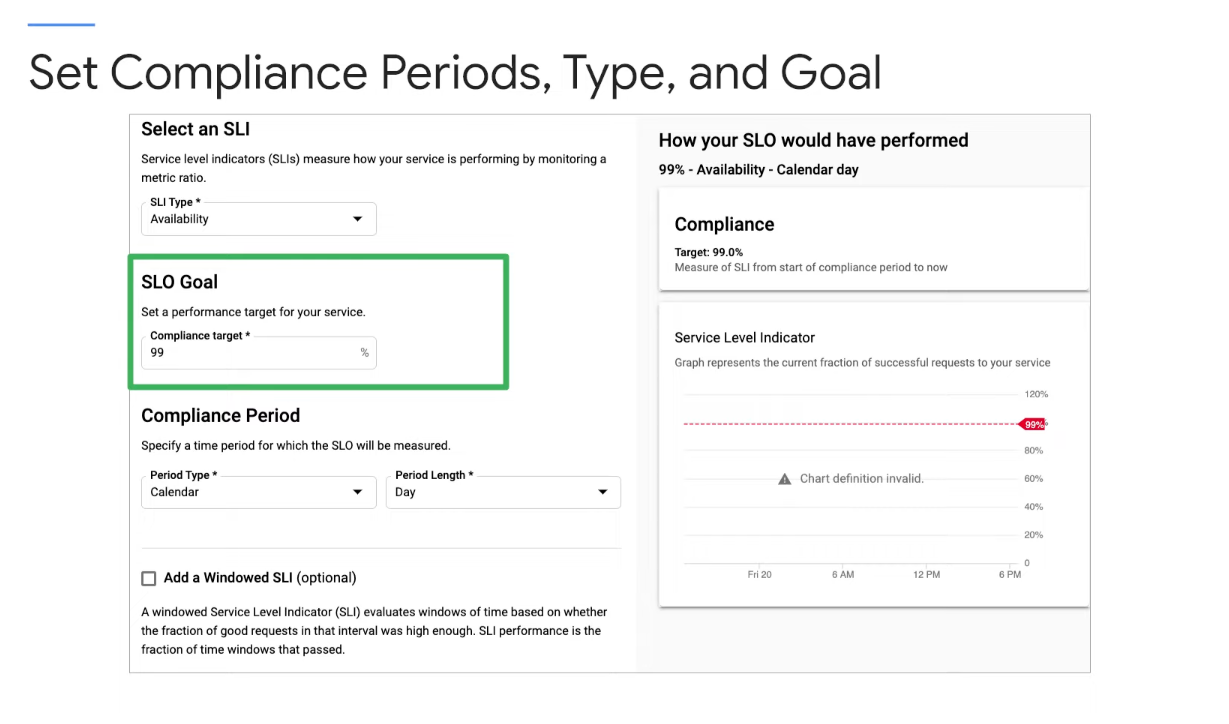 Set Compliance Periods, Type, and Goal
Select an SLI
Service level indicators (SLIs) measure how your service is performing by monitoring a
metric ratio.
SLI Type *
Availability
SLO Goal
Set a performance target for your service.
Compliance target *
99
%
Compliance Period
Specify a time period for which the SLO will be measured.
Period Type *
Calendar
Period Length *
Day
Add a Windowed SLI (optional)
A windowed Service Level Indicator (SLI) evaluates windows of time based on whether
the fraction of good requests in that interval was high enough. SLI performance is the
fraction of time windows that passed.
How your SLO would have performed
99% - Availability - Calendar day
Compliance
Target: 99.0%
Measure of SLI from start of compliance period to now
Service Level Indicator
Graph represents the current fraction of successful requests to your service
120%
99%
80%
Chart definition invalid.
60%
40%
20%
0
Fri 20
6 AM
12 PM
6 PM